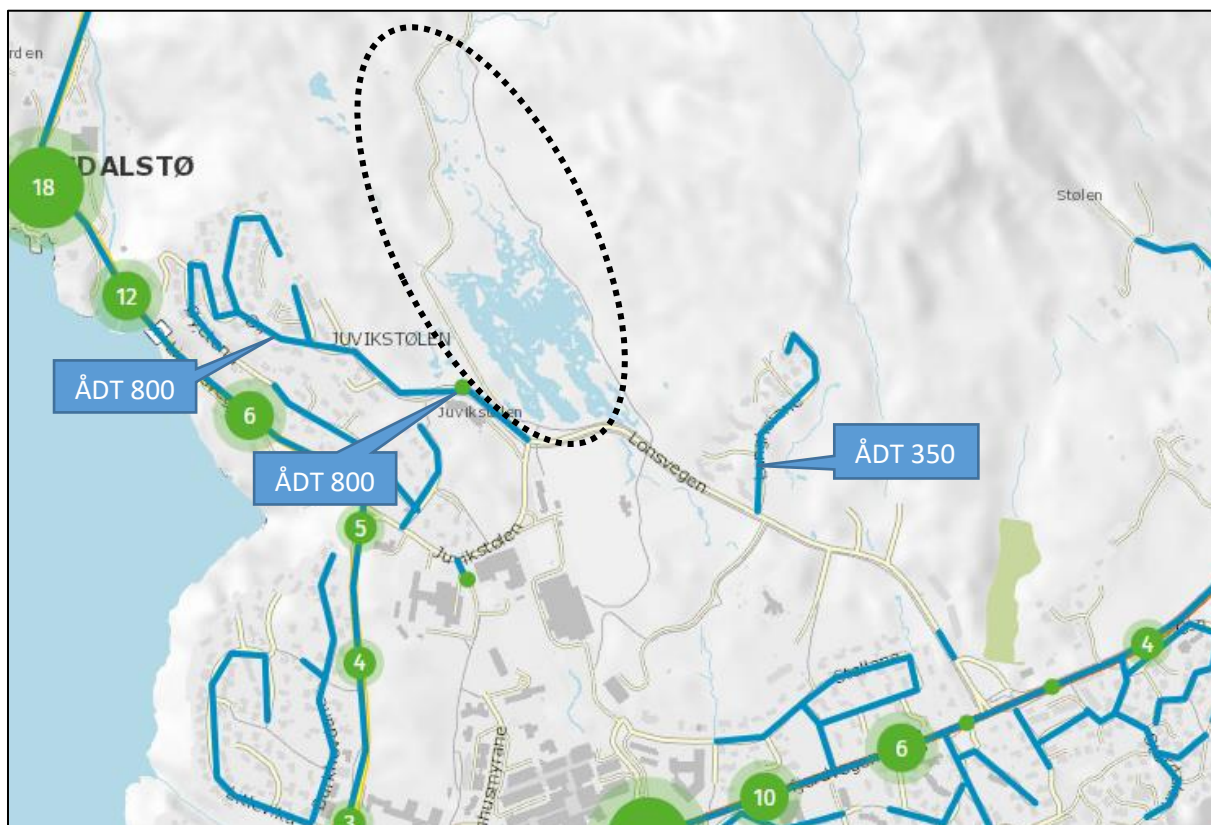 rden
DALSTØ
18
Stølen
12
JUVIKSTØLEN
ÅDT 800
6
Juvikstølen
ÅDT 800
Lonsvegen
ÅDT 350
5
Juvikstølen
4
4
Stallane
6
10
3